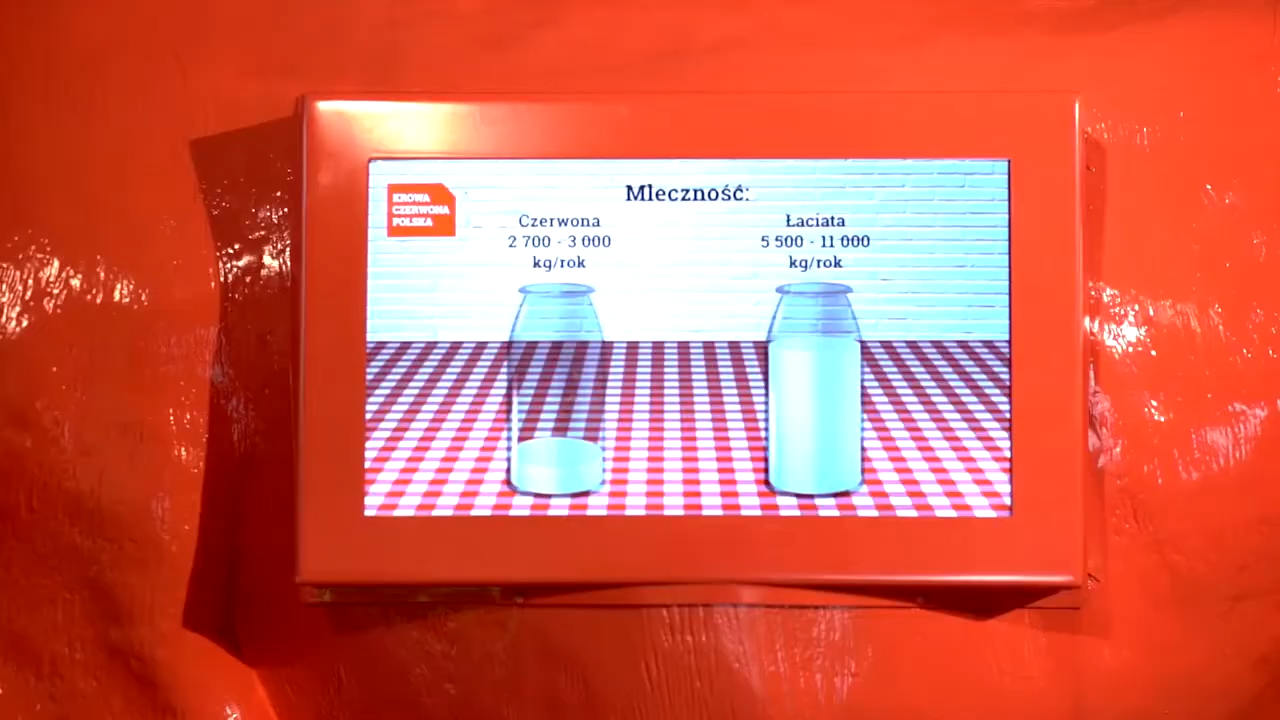 KROWA
CZERWONA
POLSKA
Mleczność:
Czerwona
2 700 - 3 000
kg/rok
Łaciata
5 500 - 11 000
kg/rok